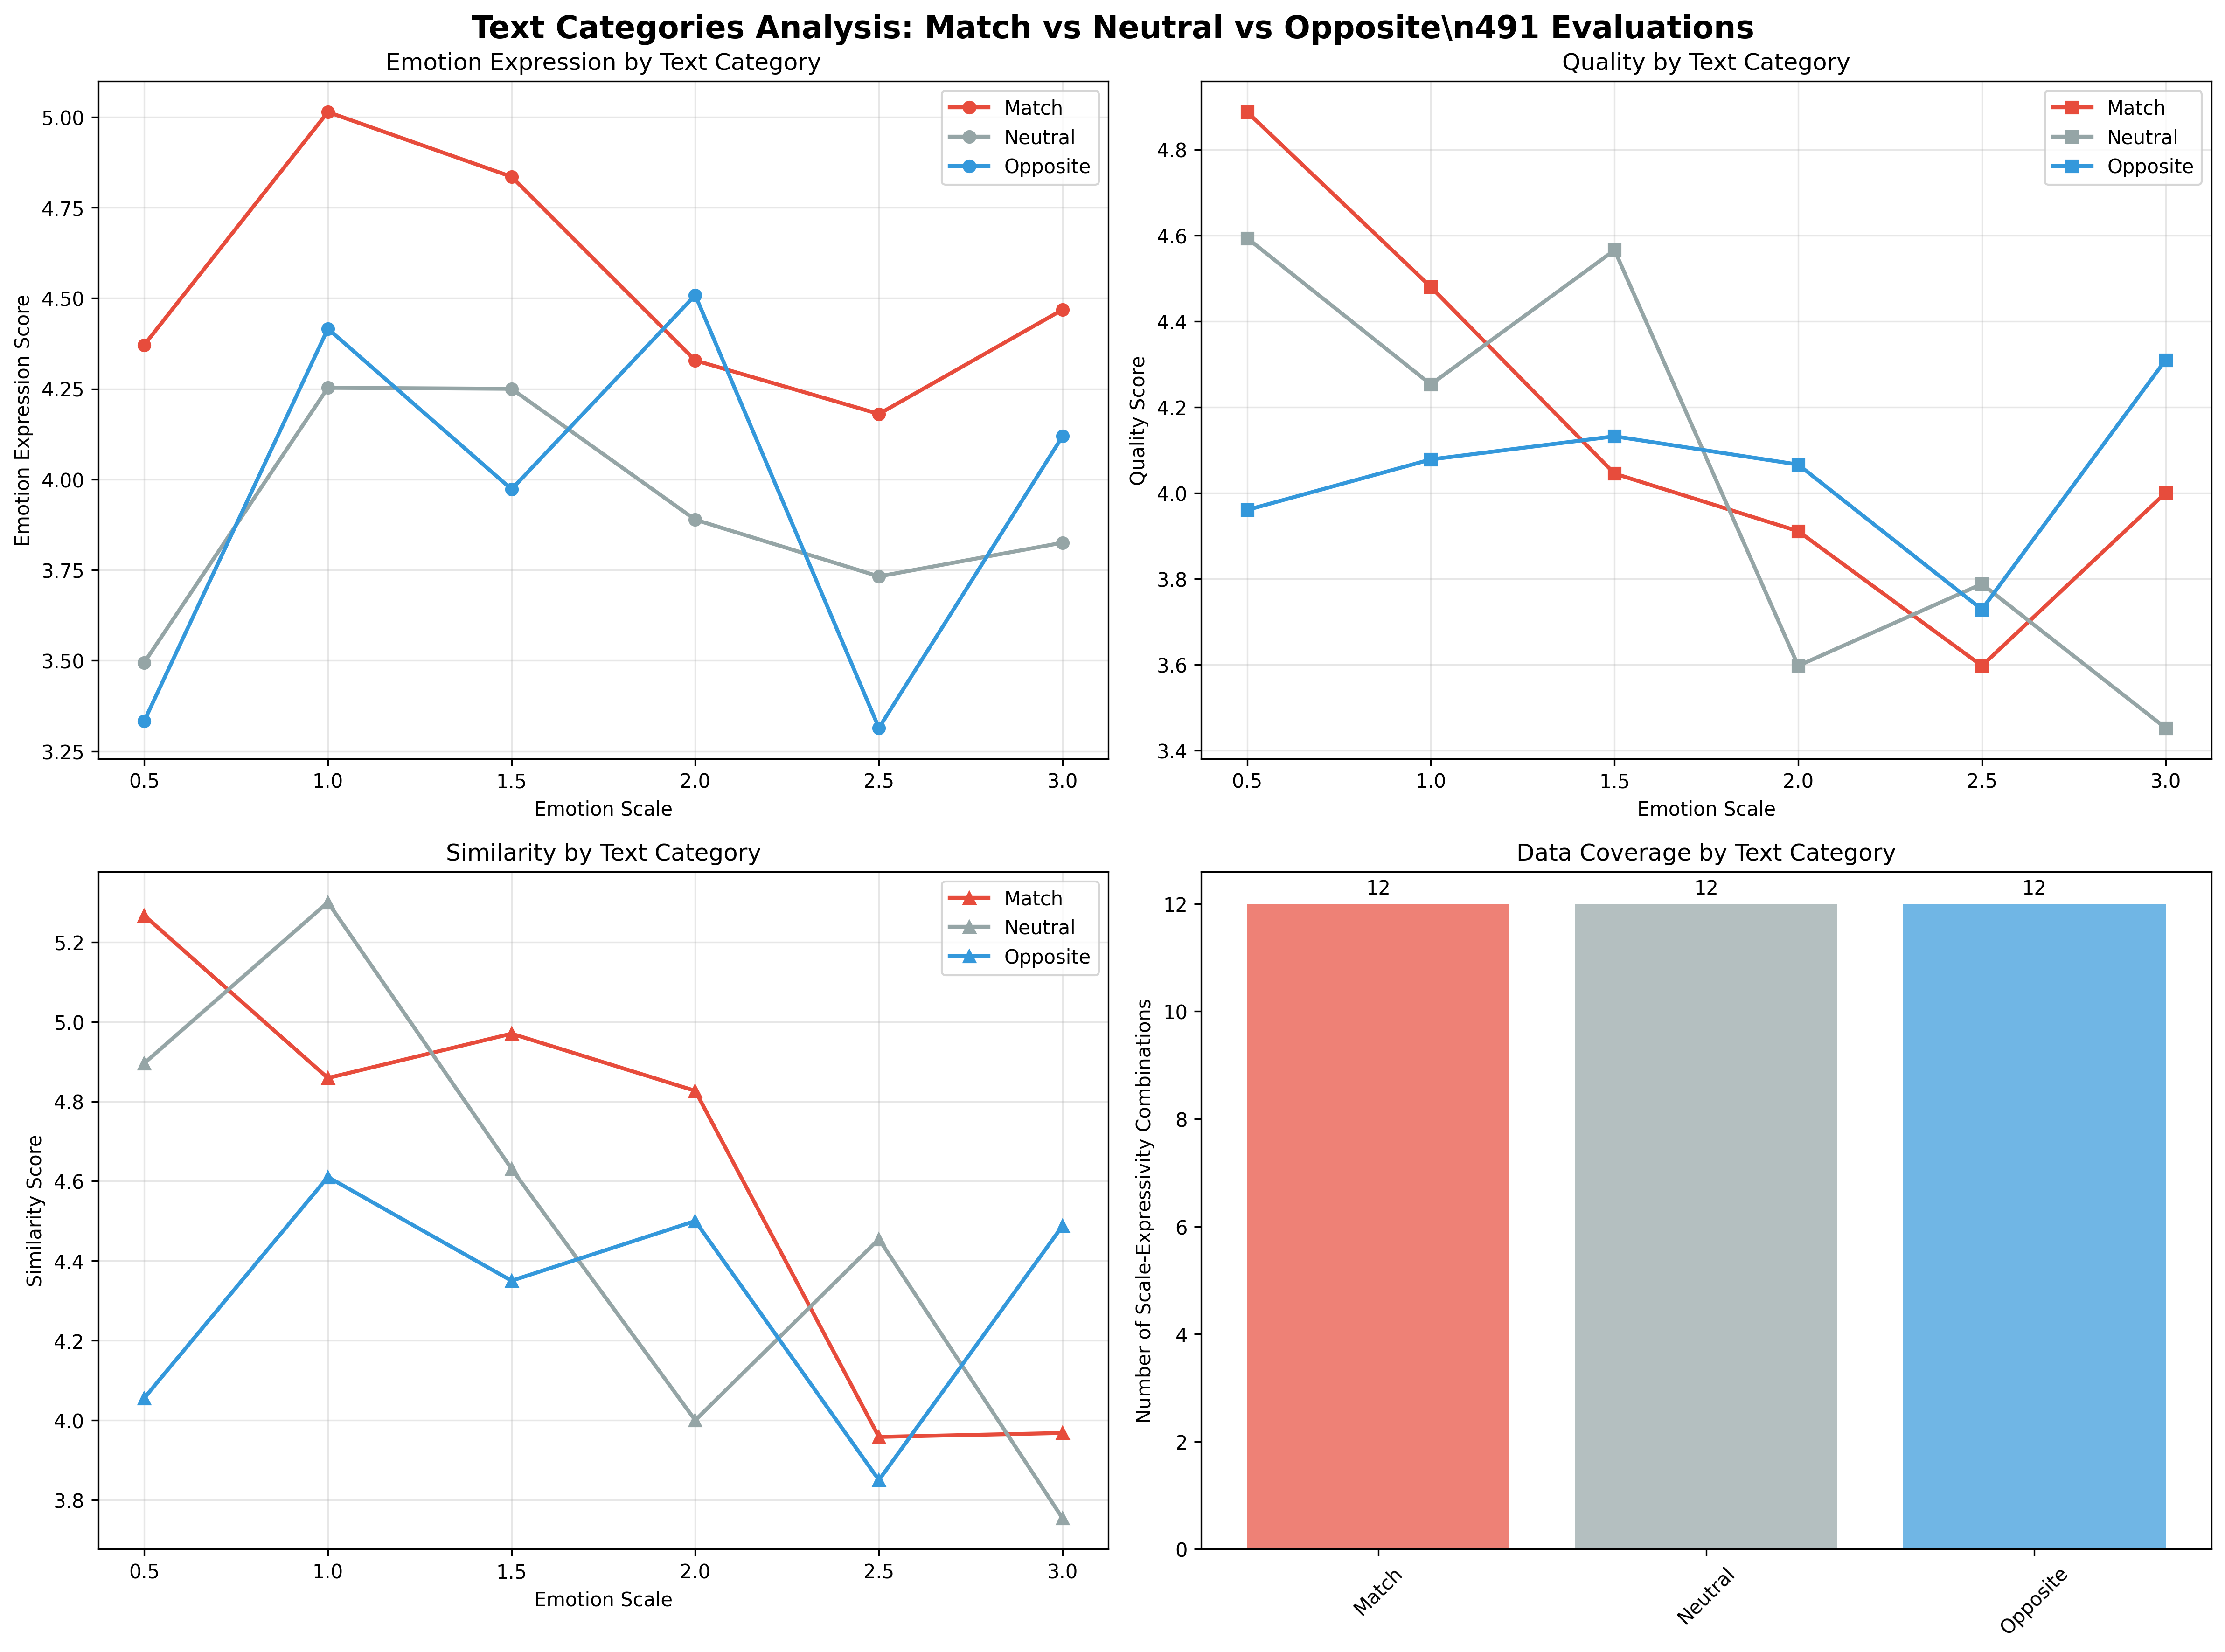 Text Categories Analysis: Match vs Neutral vs Opposite\n491 Evaluations
Emotion Expression by Text Category
Match
Neutral
Opposite
Emotion Expression Score
5.00
4.75
4.50
4.25
4.00
3.75
3.50
3.25
0.5 1.0 1.5 2.0 2.5 3.0
Emotion Scale
Quality by Text Category
Match
Neutral
Opposite
Quality Score
4.8
4.6
4.4
4.2
4.0
3.8
3.6
3.4
0.5 1.0 1.5 2.0 2.5 3.0
Emotion Scale
Similarity by Text Category
Match
Neutral
Opposite
Similarity Score
5.2
5.0
4.8
4.6
4.4
4.2
4.0
3.8
0.5 1.0 1.5 2.0 2.5 3.0
Emotion Scale
Data Coverage by Text Category
12 12 12
Number of Scale-Expressivity Combinations
12
10
8
6
4
2
0
Match Neutral Opposite